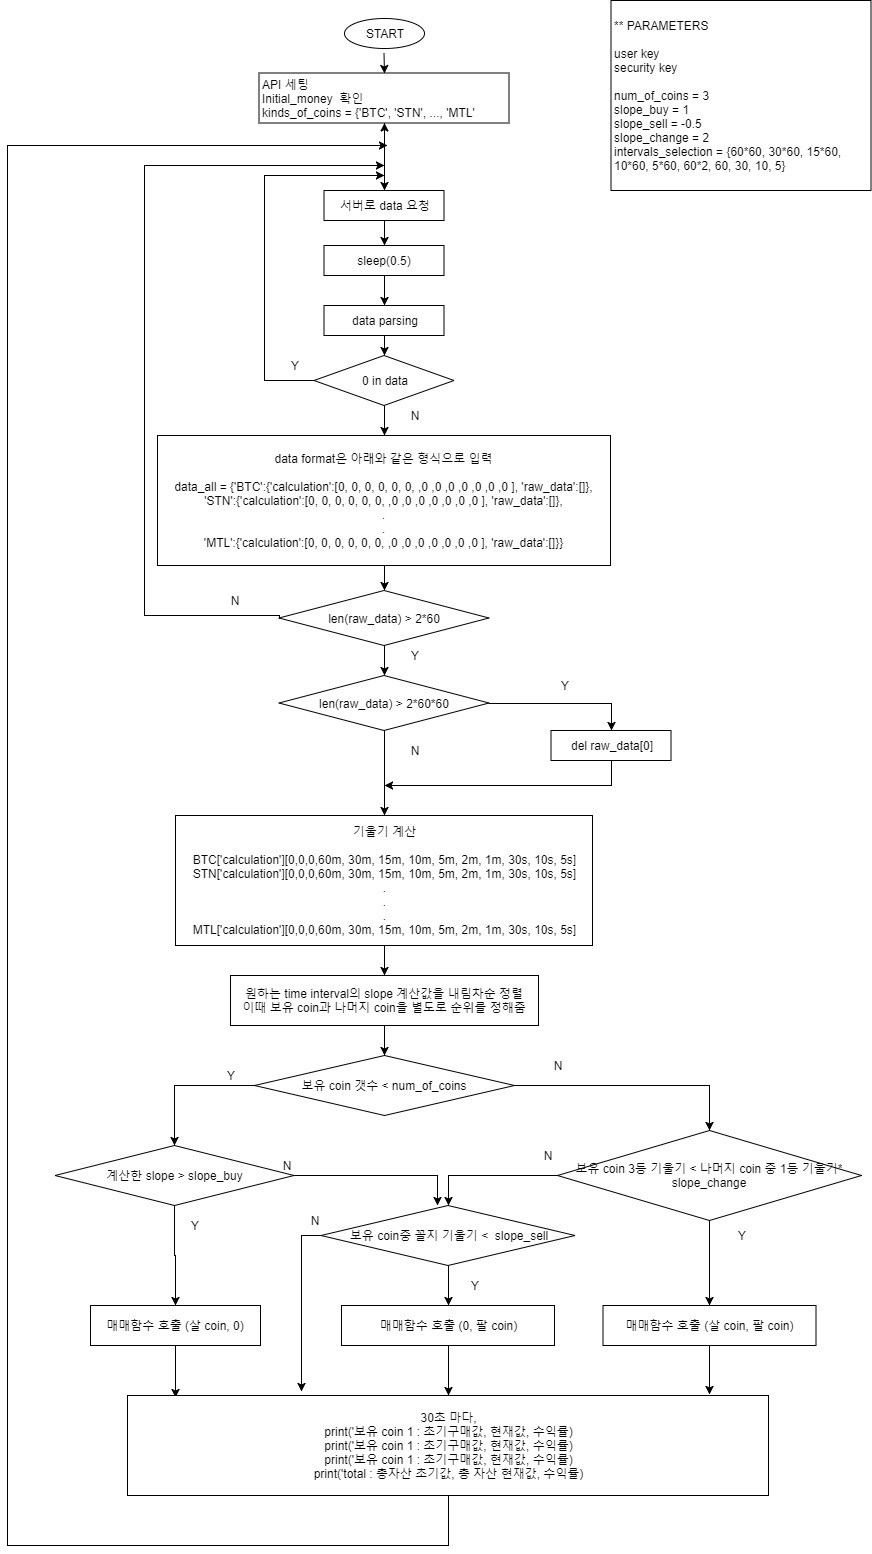 START
** PARAMETERS
user key
security key
num_of_coins = 3
slope_buy = 1
slope_sell = -0.5
slope_change = 2
intervals_selection = {60*60, 30*60, 15*60,
10*60, 5*60, 60*2, 60, 30, 10, 5}
API 세팅
Initial_money 확인
kinds_of_coins = {'BTC', 'STN', ..., 'MTL'
서버로 data 요청
sleep(0.5)
data parsing
Y
0 in data
N
data format은 아래와 같은 형식으로 입력
data_all = {'BTC':{'calculation':[0, 0, 0, 0, 0, 0, ,0 ,0 ,0 ,0 ,0 ,0 ,0 ], 'raw_data':[]},
'STN':{'calculation':[0, 0, 0, 0, 0, 0, ,0 ,0 ,0 ,0 ,0 ,0 ,0 ], 'raw_data':[]},
.
.
'MTL':{'calculation':[0, 0, 0, 0, 0, 0, ,0 ,0 ,0 ,0 ,0 ,0 ,0 ], 'raw_data':[]}}
N
len(raw_data) > 2*60
Y
len(raw_data) > 2*60*60
Y
N
del raw_data[0]
기울기 계산
BTC['calculation'][0,0,0,60m, 30m, 15m, 10m, 5m, 2m, 1m, 30s, 10s, 5s]
STN['calculation'][0,0,0,60m, 30m, 15m, 10m, 5m, 2m, 1m, 30s, 10s, 5s]
.
.
.
MTL['calculation'][0,0,0,60m, 30m, 15m, 10m, 5m, 2m, 1m, 30s, 10s, 5s]
원하는 time interval의 slope 계산값을 내림차순 정렬
이때 보유 coin과 나머지 coin을 별도로 순위를 정해줌
Y
보유 coin 갯수 < num_of_coins
N
계산한 slope > slope_buy
N
Y
N
보유 coin 3등 기울기 < 나머지 coin 중 1등 기울기*
slope_change
Y
N
보유 coin중 꼴지 기울기 < slope_sell
Y
매매함수 호출 (살 coin, 0)
매매함수 호출 (0, 팔 coin)
매매함수 호출 (살 coin, 팔 coin)
30초 마다,
print('보유 coin 1 : 초기구매값, 현재값, 수익률)
print('보유 coin 1 : 초기구매값, 현재값, 수익률)
print('보유 coin 1 : 초기구매값, 현재값, 수익률)
print('total : 총자산 초기값, 총 자산 현재값, 수익률)